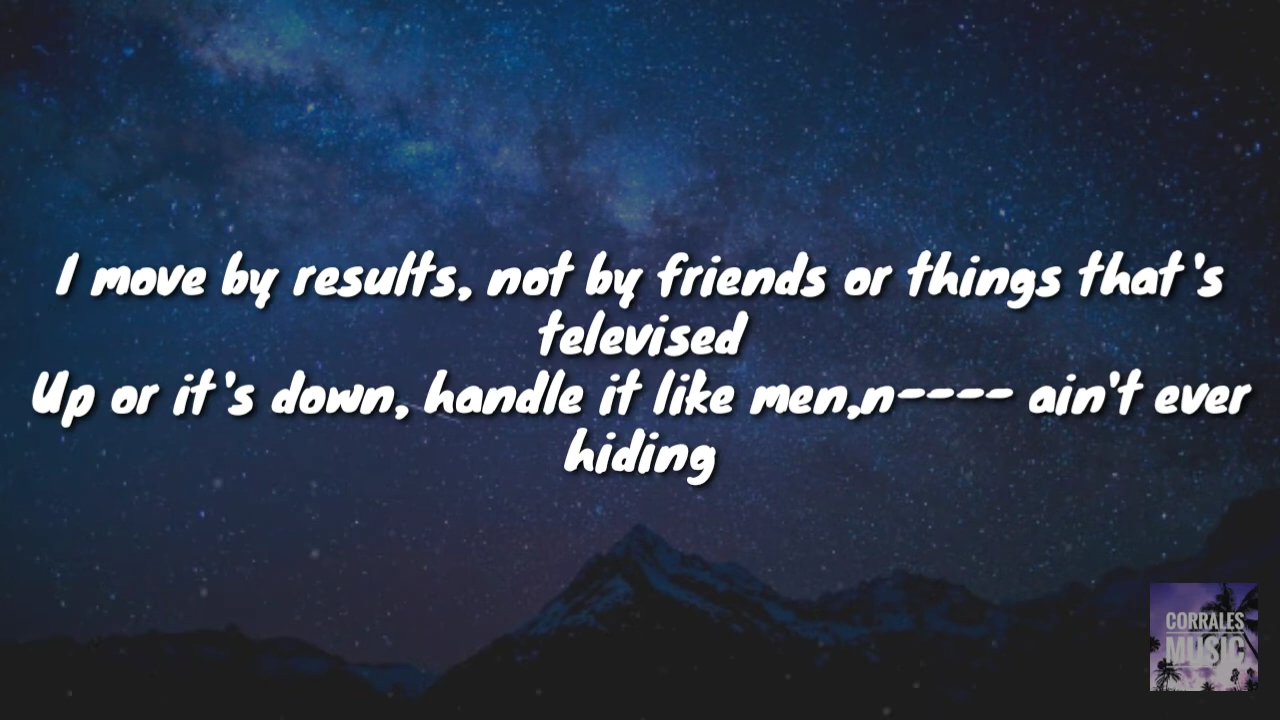 I move by results, not by friends or things that's
televised
Up or it's down, handle it like men,n---- ain't ever
hiding
CORRALES
MUSIC